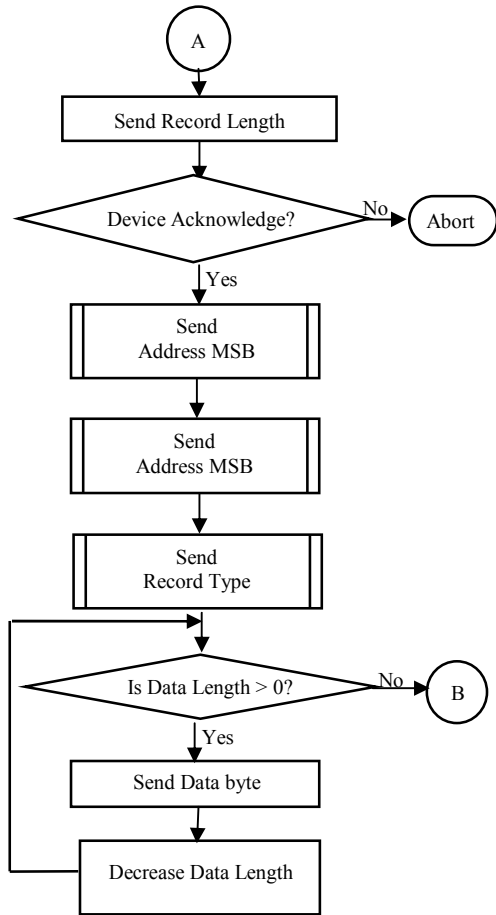 A
Send Record Length
Device Acknowledge?
No
Abort
Yes
Send
Address MSB
Send
Address MSB
Send
Record Type
Is Data Length > 0?
No
B
Yes
Send Data byte
Decrease Data Length